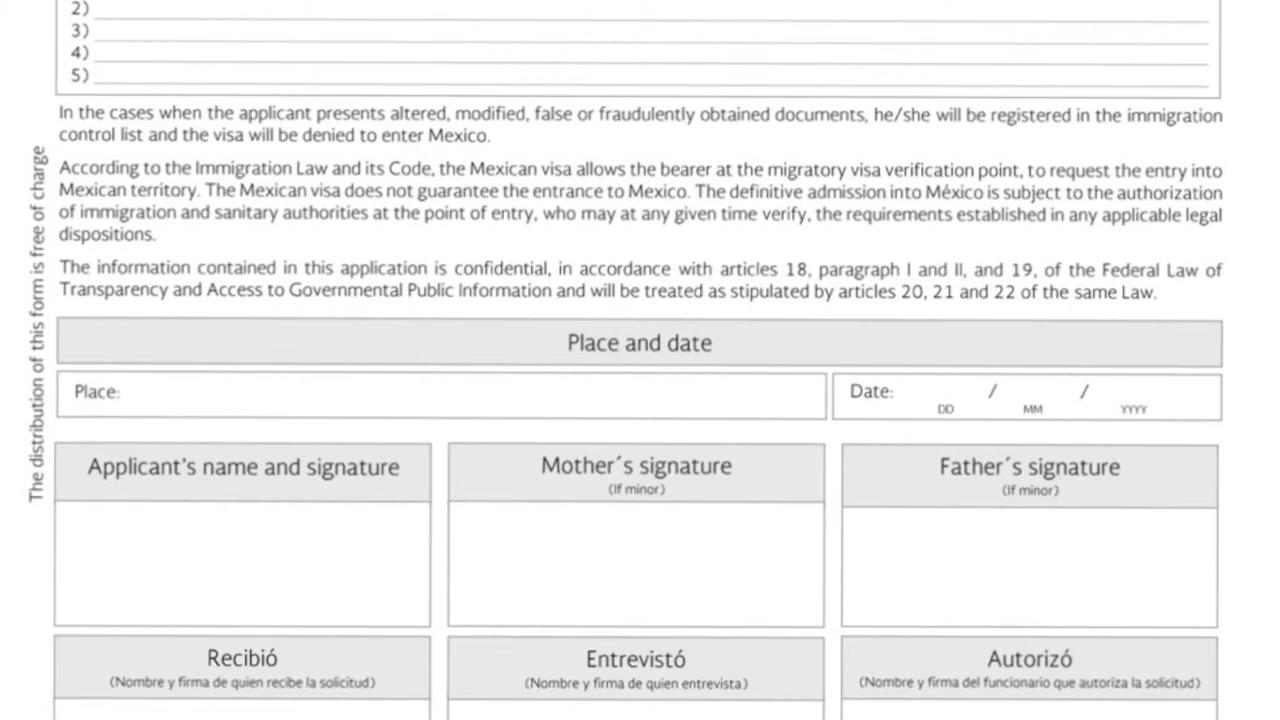 2)
3)
4)
5)
In the cases when the applicant presents altered, modified, false or fraudulently obtained documents, he/she will be registered in the immigration
control list and the visa will be denied to enter Mexico.
According to the Immigration Law and its Code, the Mexican visa allows the bearer at the migratory visa verification point, to request the entry into
Mexican territory. The Mexican visa does not guarantee the entrance to Mexico. The definitive admission into México is subject to the authorization
of immigration and sanitary authorities at the point of entry, who may at any given time verify, the requirements established in any applicable legal
dispositions.
The information contained in this application is confidential, in accordance with articles 18, paragraph I and II, and 19, of the Federal Law of
Transparency and Access to Governmental Public Information and will be treated as stipulated by articles 20, 21 and 22 of the same Law.
The distribution of this form is free of charge
Place and date
Place:
Date: / /
DD MM YYYY
Applicant's name and signature
Mother´s signature
(If minor)
Father´s signature
(If minor)
Recibió
(Nombre y firma de quien recibe la solicitud)
Entrevistó
(Nombre y firma de quien entrevista)
Autorizó
(Nombre y firma del funcionario que autoriza la solicitud)